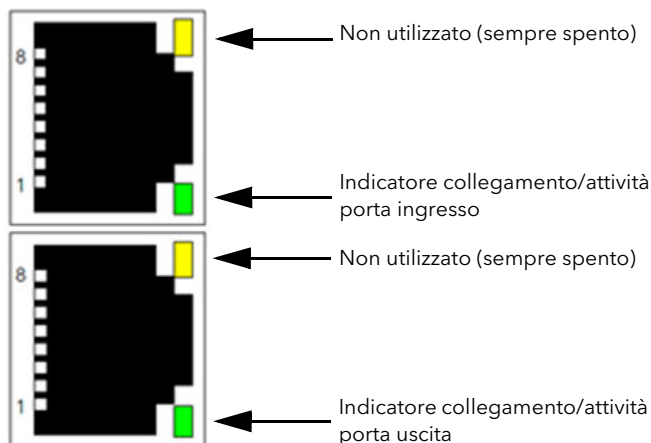 8
Non utilizzato (sempre spento)
1
Indicatore collegamento/attività
porta ingresso
8
Non utilizzato (sempre spento)
1
Indicatore collegamento/attività
porta uscita